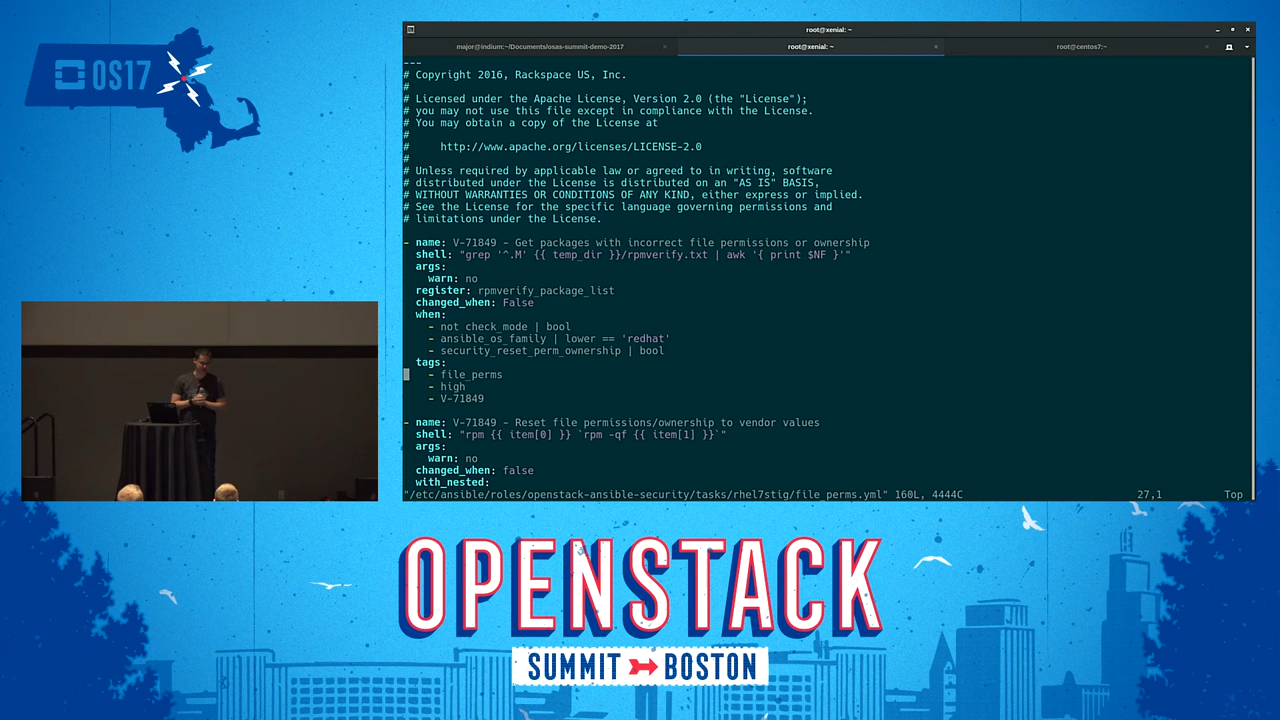 OS17
root@xenial: ~
major@indium:~/Documents/osas-summit-demo-2017
root@xenial: ~
root@centos7:~
---
# Copyright 2016, Rackspace US, Inc.
#
# Licensed under the Apache License, Version 2.0 (the "License");
# you may not use this file except in compliance with the License.
# You may obtain a copy of the License at
#
#     http://www.apache.org/licenses/LICENSE-2.0
#
# Unless required by applicable law or agreed to in writing, software
# distributed under the License is distributed on an "AS IS" BASIS,
# WITHOUT WARRANTIES OR CONDITIONS OF ANY KIND, either express or implied.
# See the License for the specific language governing permissions and
# limitations under the License.
- name: V-71849 - Get packages with incorrect file permissions or ownership
  shell: "grep '^.M' {{ temp_dir }}/rpmverify.txt | awk '{ print $NF }'"
  args:
    warn: no
  register: rpmverify_package_list
  changed_when: False
  when:
    - not check_mode | bool
    - ansible_os_family | lower == 'redhat'
    - security_reset_perm_ownership | bool
  tags:
    - file_perms
    - high
    - V-71849
- name: V-71849 - Reset file permissions/ownership to vendor values
  shell: "rpm {{ item[0] }} `rpm -qf {{ item[1] }}`"
  args:
    warn: no
  changed_when: false
  with_nested:
"/etc/ansible/roles/openstack-ansible-security/tasks/rhel7stig/file_perms.yml" 160L, 4444C 27,1 Top
OPENSTACK
SUMMIT BOSTON